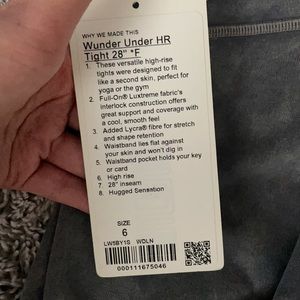 WHY WE MADE THIS
Wunder Under HR
Tight 28" *F
1. These versatile high-rise
tights were designed to fit
like a second skin, perfect for
yoga or the gym
2. Full-On® Luxtreme fabric's
interlock construction offers
great support and coverage with
a cool, smooth feel
3. Added Lycra® fibre for stretch
and shape retention
4. Waistband lies flat against
your skin and won't dig in
5. Waistband pocket holds your key
or card
6. High rise
7. 28" inseam
8. Hugged Sensation
SIZE
6
LW5BY1S WDLN
000111675046